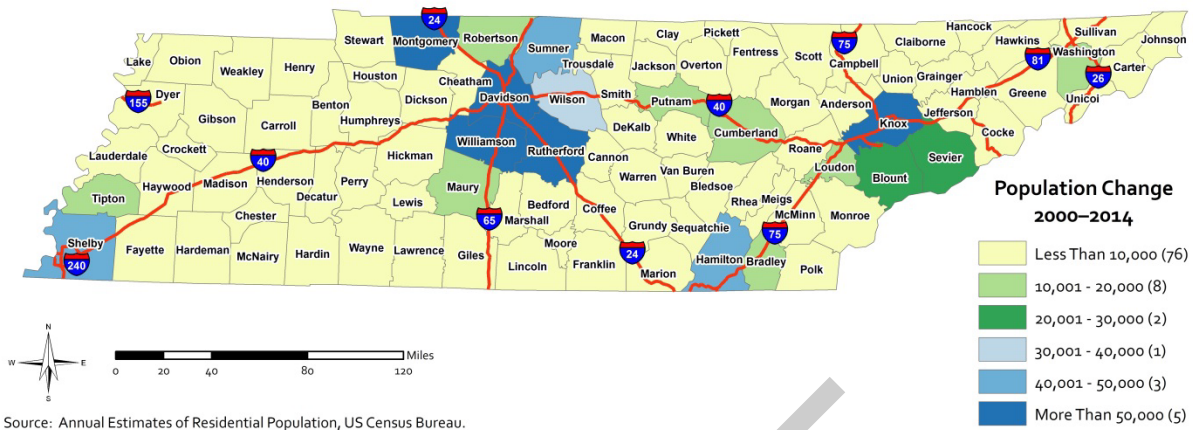 24
Stewart
Montgomery
Robertson
Sumner
Macon
Clay
Pickett
75
Hancock
Sullivan
Johnson
Lake
Obion
Weakley
Henry
Houston
Cheatham
Trousdale
Jackson
Overton
Fentress
Scott
Campbell
Claiborne
Hawkins
Washington
81
Carter
26
155
Dyer
Gibson
Carroll
Benton
Humphreys
Dickson
Davidson
Wilson
Smith
Putnam
40
Morgan
Anderson
Union
Grainger
Hamblen
Greene
Unicoi
Jefferson
Cocke
Lauderdale
Crockett
40
Hickman
Williamson
Rutherford
Cannon
DeKalb
White
Cumberland
Roane
Knox
Loudon
Sevier
Blount
Tipton
Haywood
Madison
Henderson
Decatur
Perry
Lewis
Maury
Warren
Van Buren
Bledsoe
Rhea
Meigs
McMinn
Monroe
Chester
65
Marshall
Bedford
Coffee
Grundy
Sequatchie
75
Shelby
240
Fayette
Hardeman
McNairy
Hardin
Wayne
Lawrence
Giles
Lincoln
Moore
Franklin
24
Marion
Hamilton
Bradley
Polk
Population Change
2000–2014
Less Than 10,000 (76)
10,001 - 20,000 (8)
20,001 - 30,000 (2)
30,001 - 40,000 (1)
40,001 - 50,000 (3)
More Than 50,000 (5)
N
W E
S
Miles
0 20 40 80 120
Source: Annual Estimates of Residential Population, US Census Bureau.